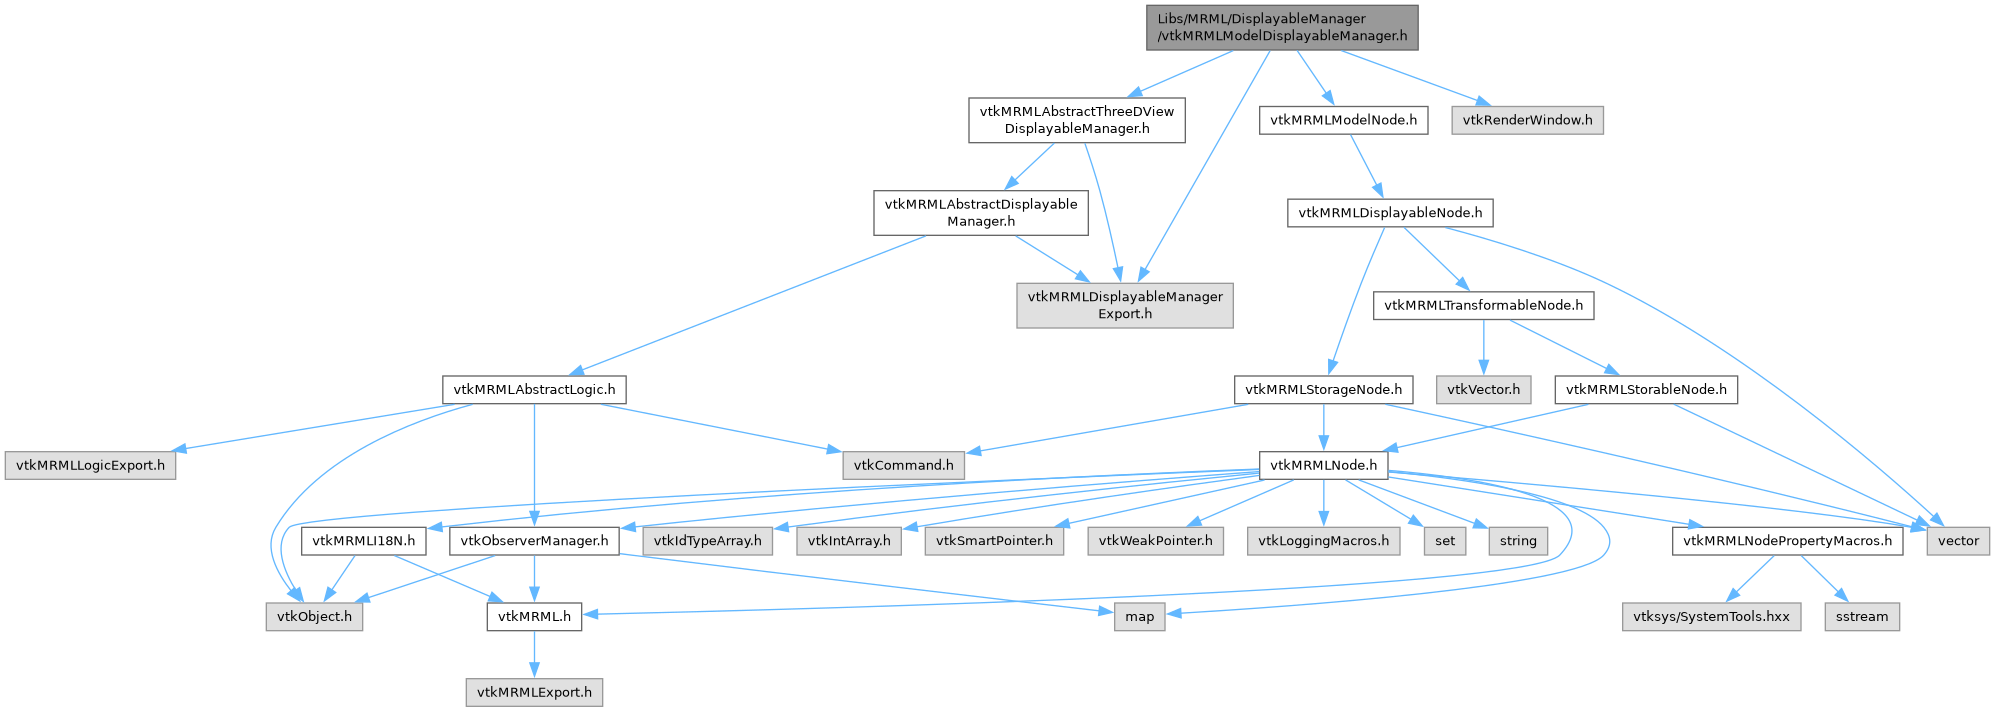 Libs/MRML/DisplayableManager
/vtkMRMLModelDisplayableManager.h
vtkMRMLAbstractThreeDView
DisplayableManager.h
vtkMRMLModelNode.h
vtkRenderWindow.h
vtkMRMLAbstractDisplayable
Manager.h
vtkMRMLDisplayableNode.h
vtkMRMLDisplayableManager
Export.h
vtkMRMLTransformableNode.h
vtkMRMLAbstractLogic.h
vtkMRMLStorageNode.h
vtkVector.h
vtkMRMLStorableNode.h
vtkMRMLLogicExport.h
vtkCommand.h
vtkMRMLNode.h
vtkMRMLI18N.h
vtkObserverManager.h
vtkIdTypeArray.h
vtkIntArray.h
vtkSmartPointer.h
vtkWeakPointer.h
vtkLoggingMacros.h
set
string
vtkMRMLNodePropertyMacros.h
vector
vtkObject.h
vtkMRML.h
map
vtksys/SystemTools.hxx
sstream
vtkMRMLExport.h